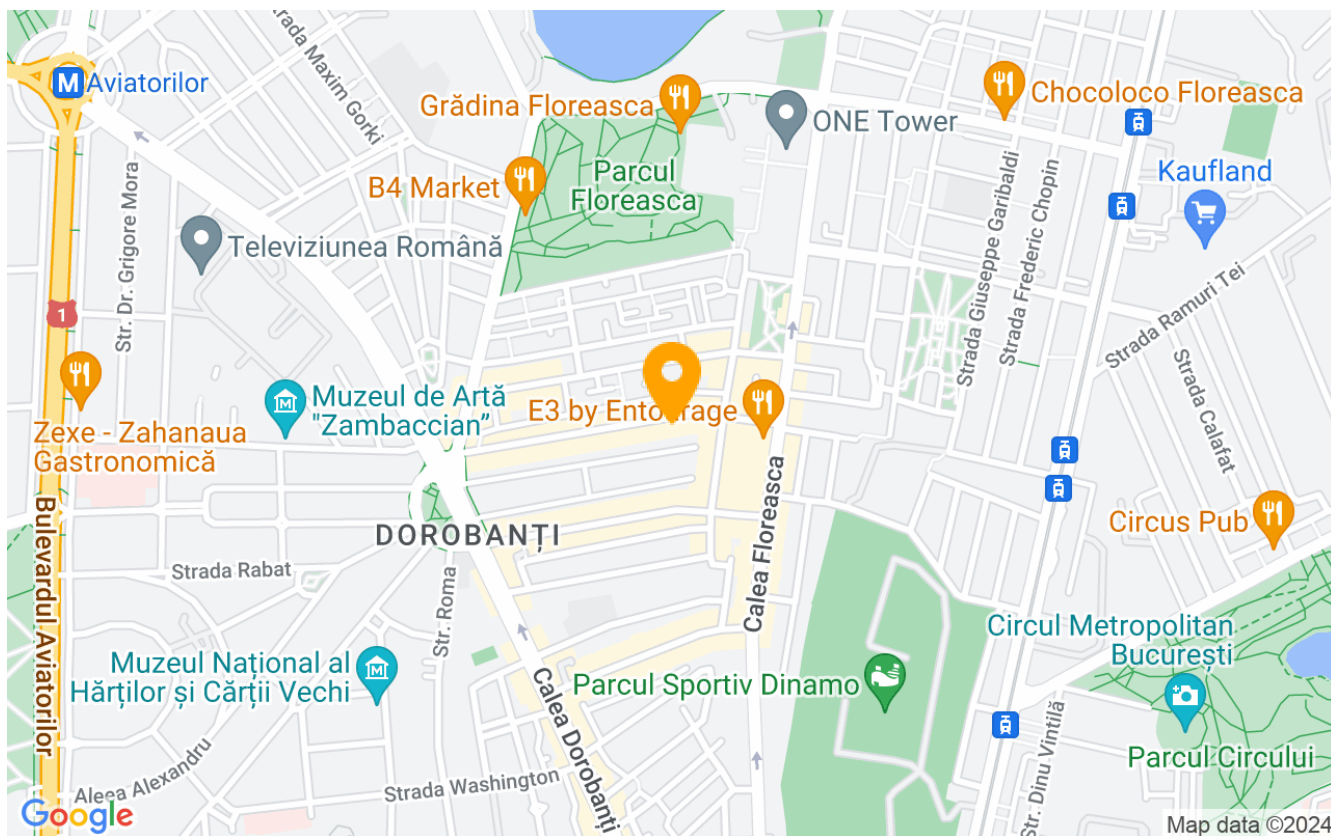 Strada Maxim Gorki
Aviatorilor
Grădina Floreasca
ONE Tower
Chocoloco Floreasca
B4 Market
Parcul
Floreasca
Kaufland
Str. Dr. Grigore Mora
Televiziunea Română
Strada Giuseppe Garibaldi
Strada Frederic Chopin
Strada Ramuri Tei
1
Strada Calafat
Muzeul de Artă
"Zambaccian”
E3 by Entourage
Zexe - Zahanaua
Gastronomică
Calea Floreasca
Circus Pub
DOROBANȚI
Strada Rabat
Str. Roma
Bulevardul Aviatorilor
Circul Metropolitan
București
Muzeul Național al
Hărților și Cărții Vechi
Parcul Sportiv Dinamo
Calea Dorobanți
Str. Dinu Vintilă
Parcul Circului
Aleea Alexandru
Strada Washington
Google
Map data ©2024